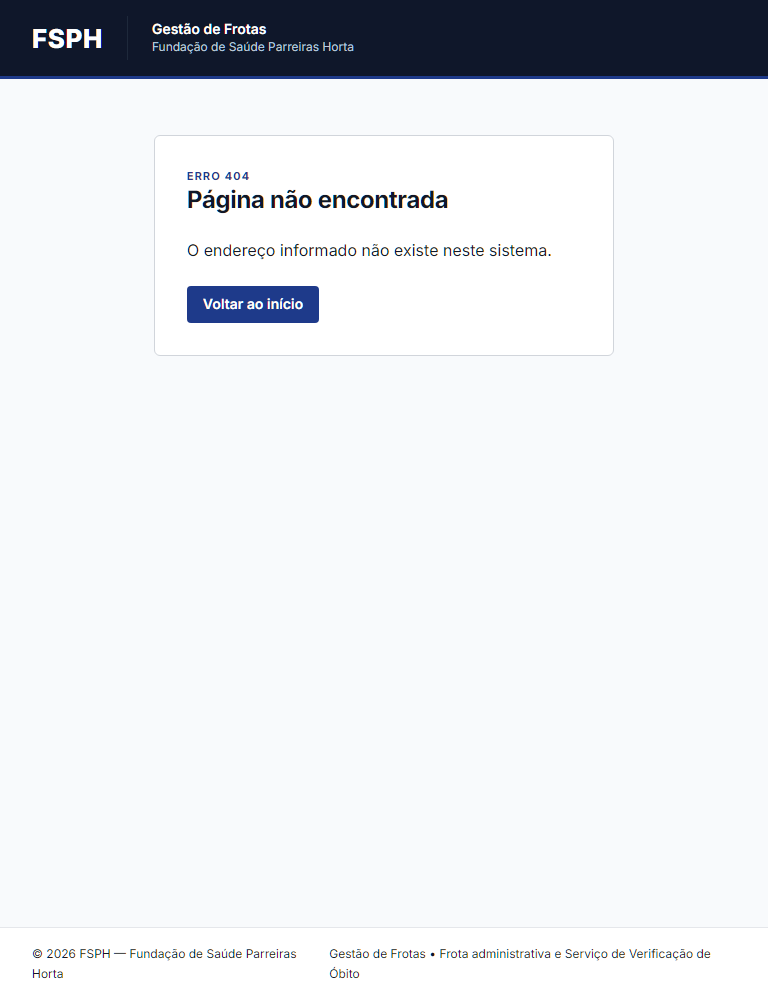 FSPH
Gestão de Frotas
Fundação de Saúde Parreiras Horta
ERRO 404
Página não encontrada
O endereço informado não existe neste sistema.
Voltar ao início
© 2026 FSPH — Fundação de Saúde Parreiras
Horta
Gestão de Frotas • Frota administrativa e Serviço de Verificação de
Óbito